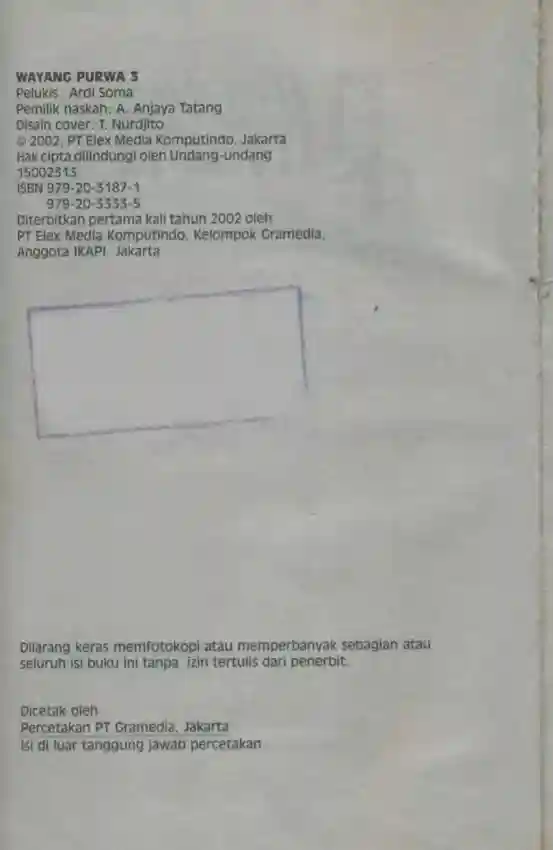 WAYANG PURWA 3
Pelukis: Ardi Soma
Pemilik naskah: A. Anjaya Tatang
Disain cover: T. Nurdjito
© 2002, PT Elex Media Komputindo, Jakarta
Hak cipta dilindungi oleh Undang-undang
15002313
ISBN 979-20-3187-1
979-20-3333-5
Diterbitkan pertama kali tahun 2002 oleh
PT Elex Media Komputindo, Kelompok Gramedia,
Anggota IKAPI, Jakarta
Dilarang keras memfotokopi atau memperbanyak sebagian atau
seluruh isi buku ini tanpa izin tertulis dari penerbit.
Dicetak oleh
Percetakan PT Gramedia, Jakarta
Isi di luar tanggung jawab percetakan